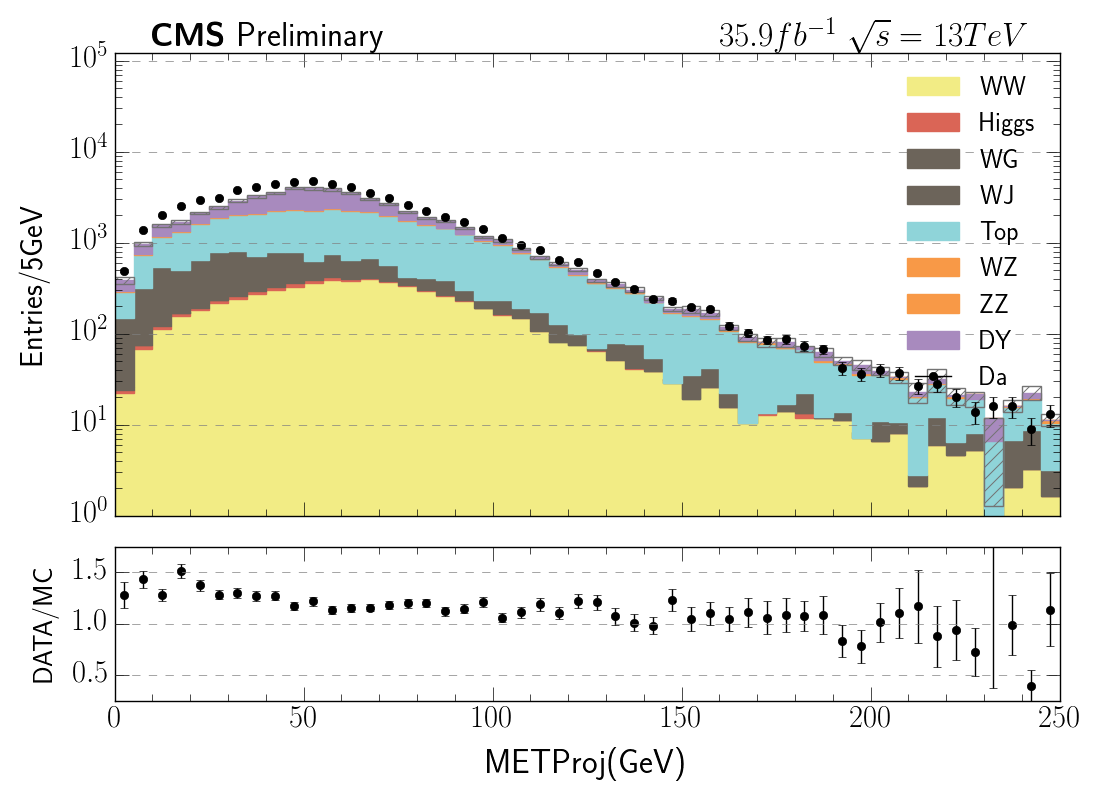 CMS Preliminary 35.9fb⁻¹ √s = 13TeV
10⁵
10⁴
10³
10²
10¹
10⁰
Entries/5GeV
WW
Higgs
WG
WJ
Top
WZ
ZZ
DY
Da
1.5
1.0
0.5
DATA/MC
0 50 100 150 200 250
METProj(GeV)